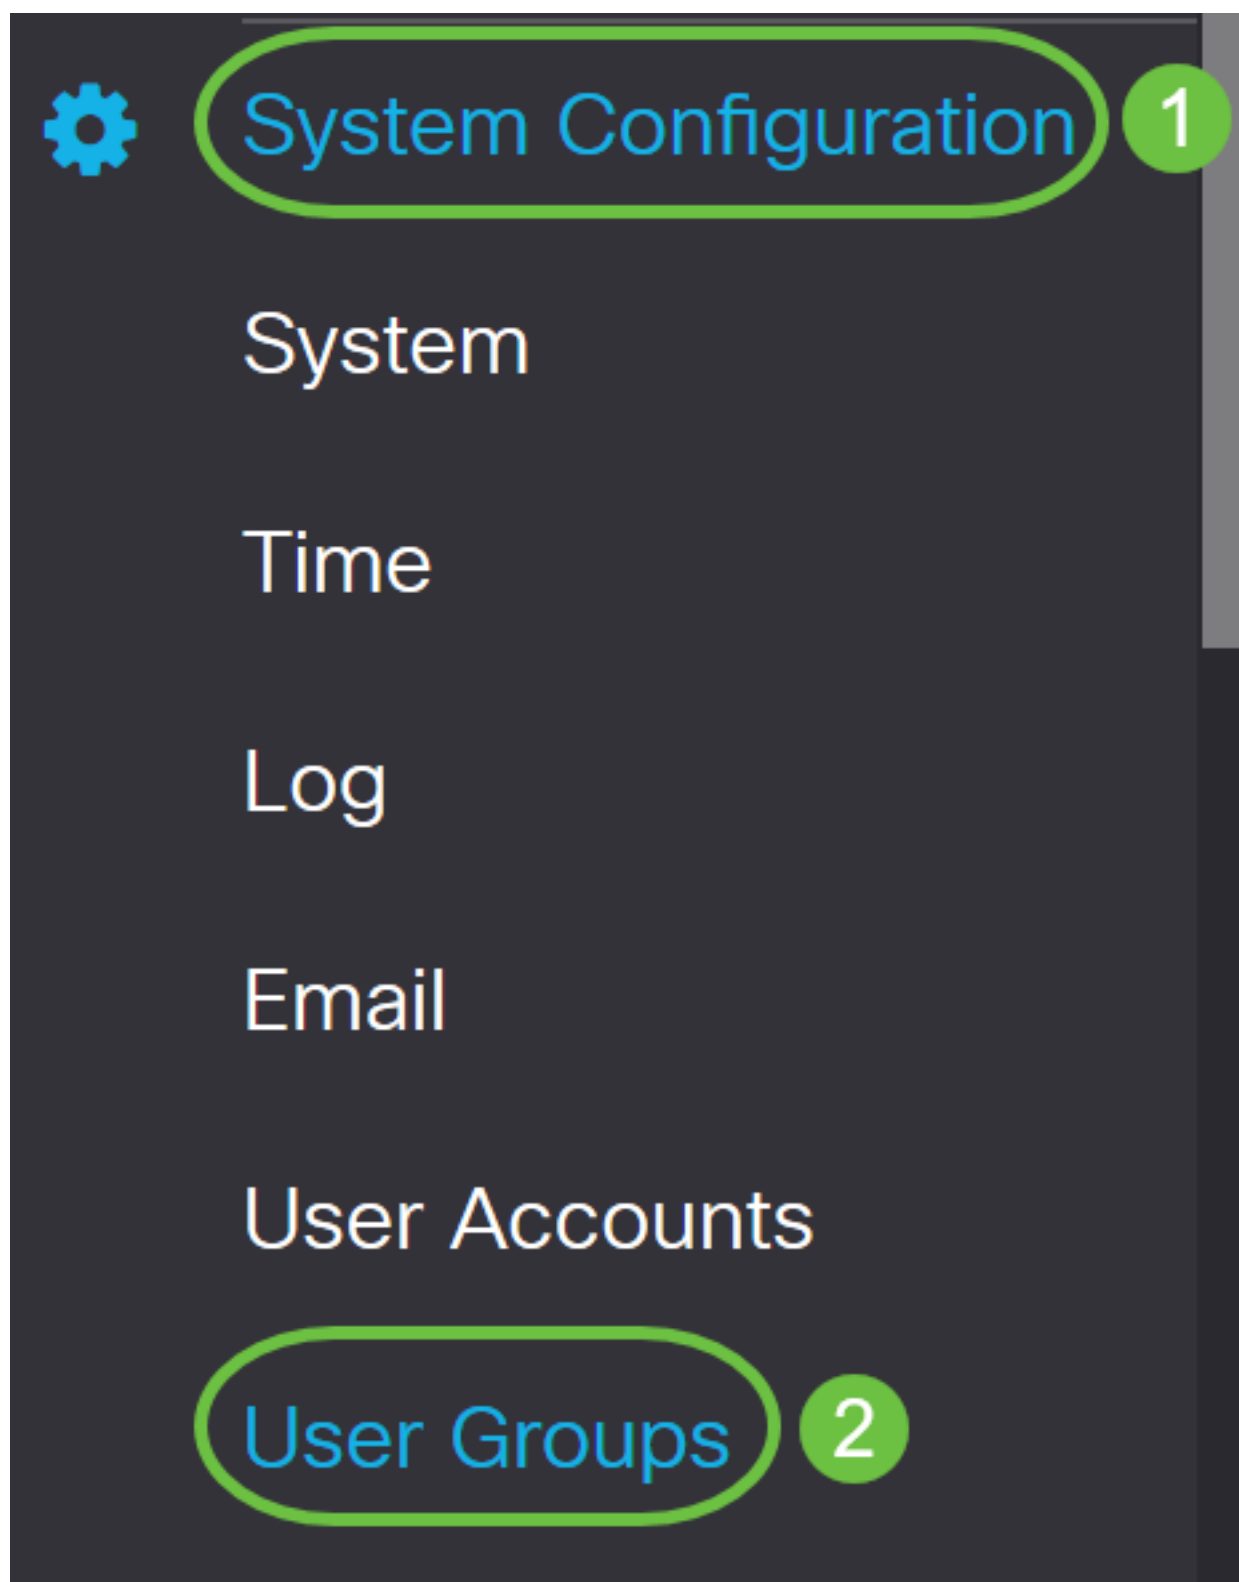 System Configuration 1
System
Time
Log
Email
User Accounts
User Groups 2